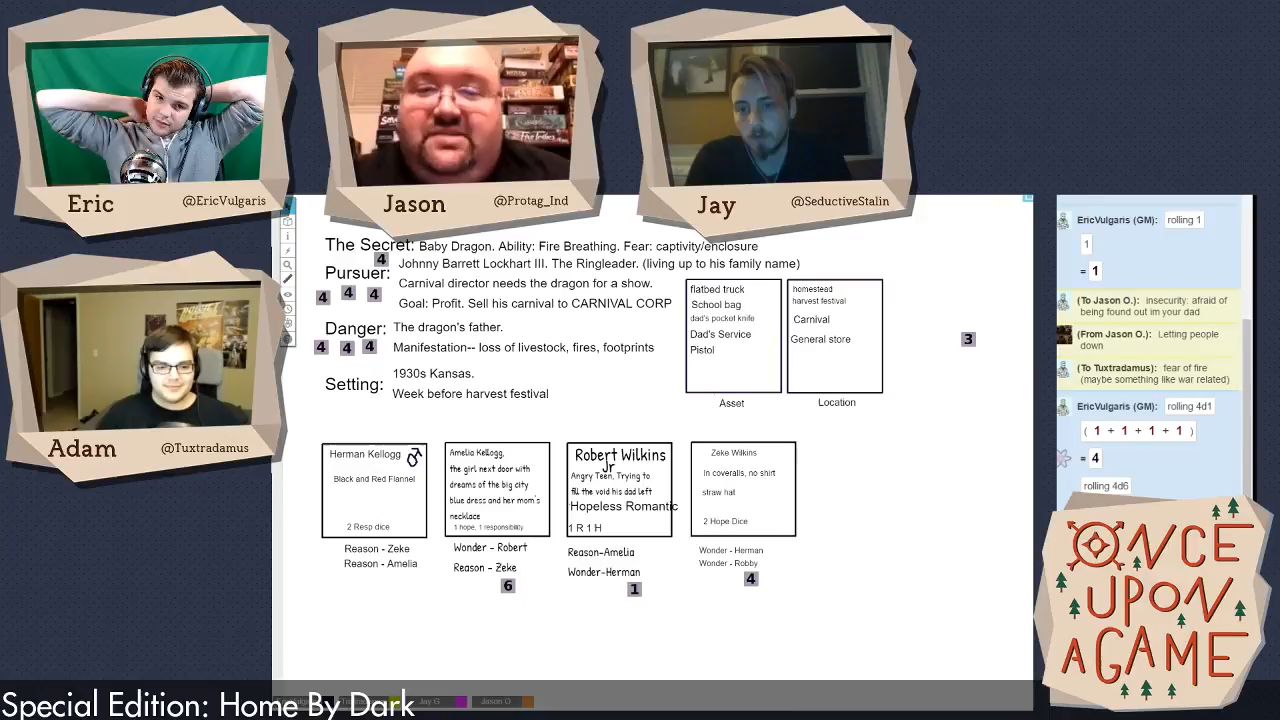 Eric
@EricVulgaris
Jason
@Protag_Ind
Jay
@SeductiveStalin
Adam
@Tuxtradamus
The Secret: Baby Dragon. Ability: Fire Breathing. Fear: captivity/enclosure
4
Pursuer: Johnny Barrett Lockhart III. The Ringleader. (living up to his family name)
Carnival director needs the dragon for a show.
4 4 4
Goal: Profit. Sell his carnival to CARNIVAL CORP
Danger: The dragon's father.
4 4 4
Manifestation-- loss of livestock, fires, footprints
Setting: 1930s Kansas.
Week before harvest festival
flatbed truck
School bag
dad's pocket knife
Dad's Service
Pistol
Asset
homestead
harvest festival
Carnival
General store
Location
3
Herman Kellogg
Black and Red Flannel
2 Resp dice
Reason - Zeke
Reason - Amelia
Amelia Kellogg,
the girl next door with
dreams of the big city
blue dress and her mom's
necklace
1 hope, 1 responsibility
Wonder - Robert
Reason - Zeke
6
Robert Wilkins
Jr
Angry Teen, Trying to
fill the void his dad left
Hopeless Romantic
1 R 1 H
Reason-Amelia
Wonder-Herman
1
Zeke Wilkins
In coveralls, no shirt
straw hat
2 Hope Dice
Wonder - Herman
Wonder - Robby
4
EricVulgaris (GM): rolling 1
1
= 1
(To Jason O.): insecurity: afraid of
being found out im your dad
(From Jason O.): Letting people
down
(To Tuxtradamus): fear of fire
(maybe something like war related)
EricVulgaris (GM): rolling 4d1
( 1 + 1 + 1 + 1 )
= 4
rolling 4d6
ONCE
UPON
A GAME
Jay G
Jason O
Special Edition: Home By Dark